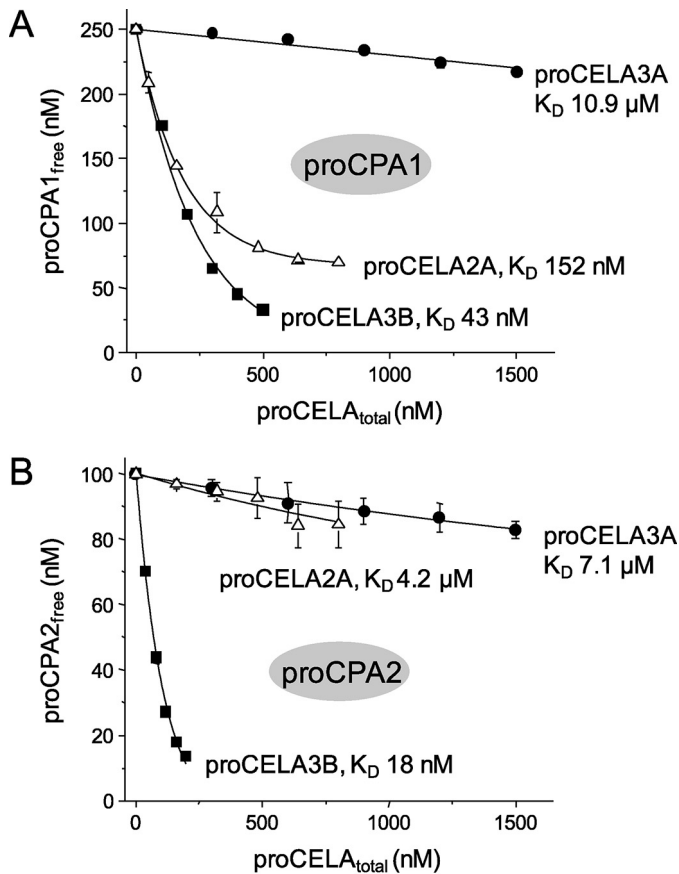 A
250
200
150
100
50
0
proCPA1free (nM)
0 500 1000 1500
proCELAtotal (nM)
proCELA3A
KD 10.9 µM
proCPA1
proCELA2A, KD 152 nM
proCELA3B, KD 43 nM
B
100
80
60
40
20
0
proCPA2free (nM)
0 500 1000 1500
proCELAtotal (nM)
proCELA3A
KD 7.1 µM
proCELA2A, KD 4.2 µM
proCPA2
proCELA3B, KD 18 nM